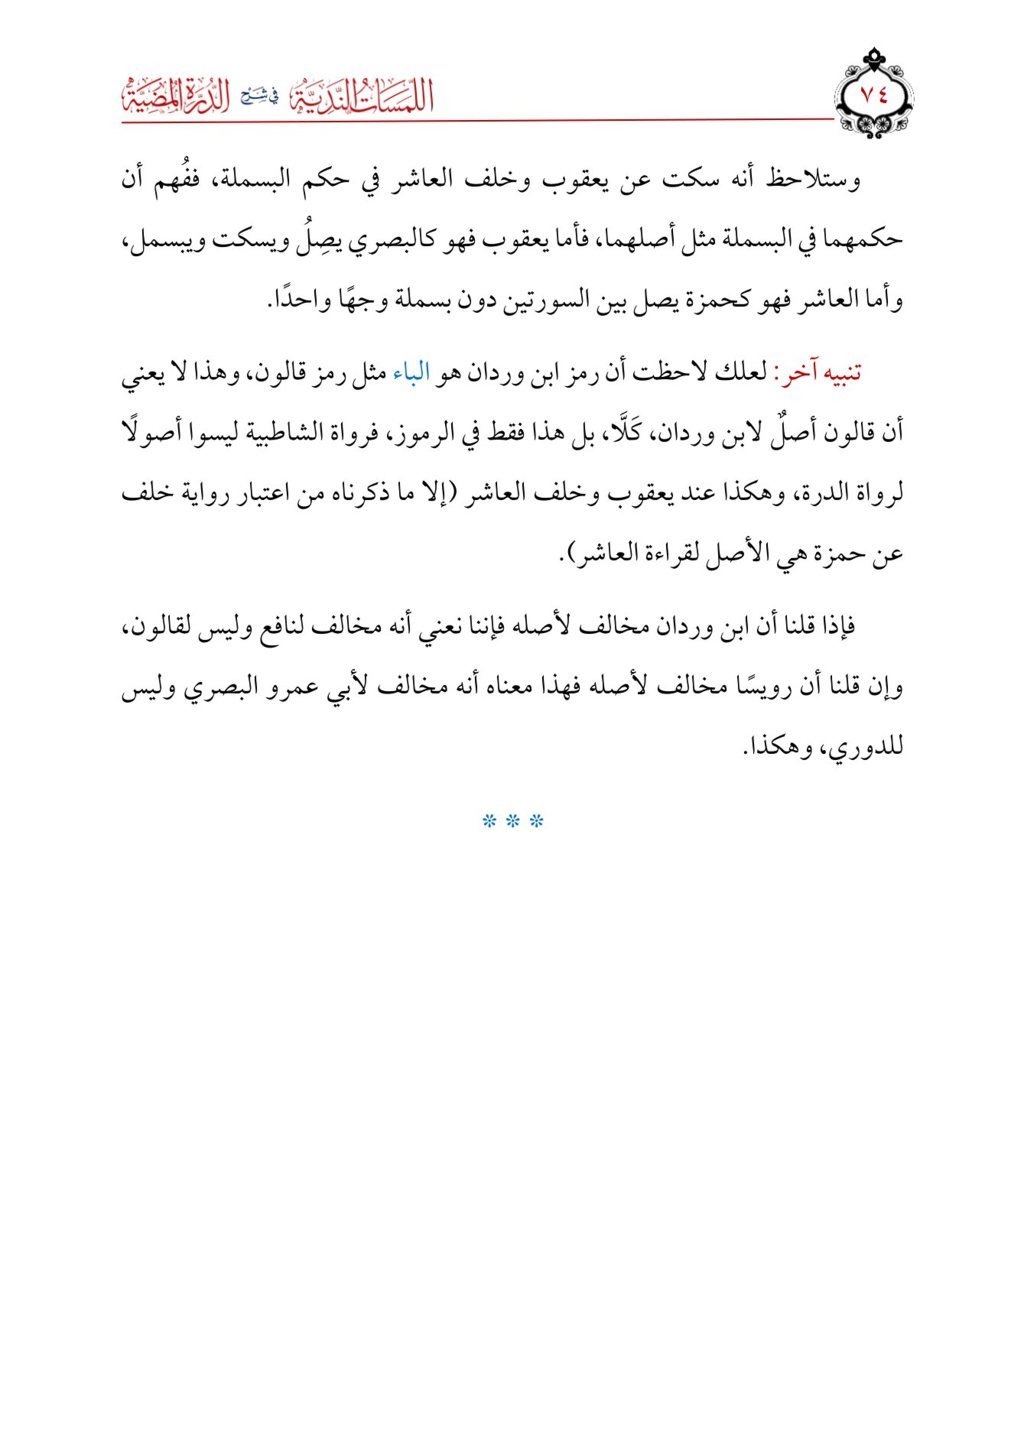 ٧٤
اللمسات الندية في شرح الدرة المضية
وستلاحظ أنه سكت عن يعقوب وخلف العاشر في حكم البسملة، ففُهم أن
حكمهما في البسملة مثل أصلهما، فأما يعقوب فهو كالبصري يصِلُ ويسكت ويبسمل،
وأما العاشر فهو كحمزة يصل بين السورتين دون بسملة وجهًا واحدًا.
تنبيه آخر: لعلك لاحظت أن رمز ابن وردان هو الباء مثل رمز قالون، وهذا لا يعني
أن قالون أصلٌ لابن وردان، كَلَّا، بل هذا فقط في الرموز، فرواة الشاطبية ليسوا أصولًا
لرواة الدرة، وهكذا عند يعقوب وخلف العاشر (إلا ما ذكرناه من اعتبار رواية خلف
عن حمزة هي الأصل لقراءة العاشر).
فإذا قلنا أن ابن وردان مخالف لأصله فإننا نعني أنه مخالف لنافع وليس لقالون،
وإن قلنا أن رويسًا مخالف لأصله فهذا معناه أنه مخالف لأبي عمرو البصري وليس
للدوري، وهكذا.
* * *